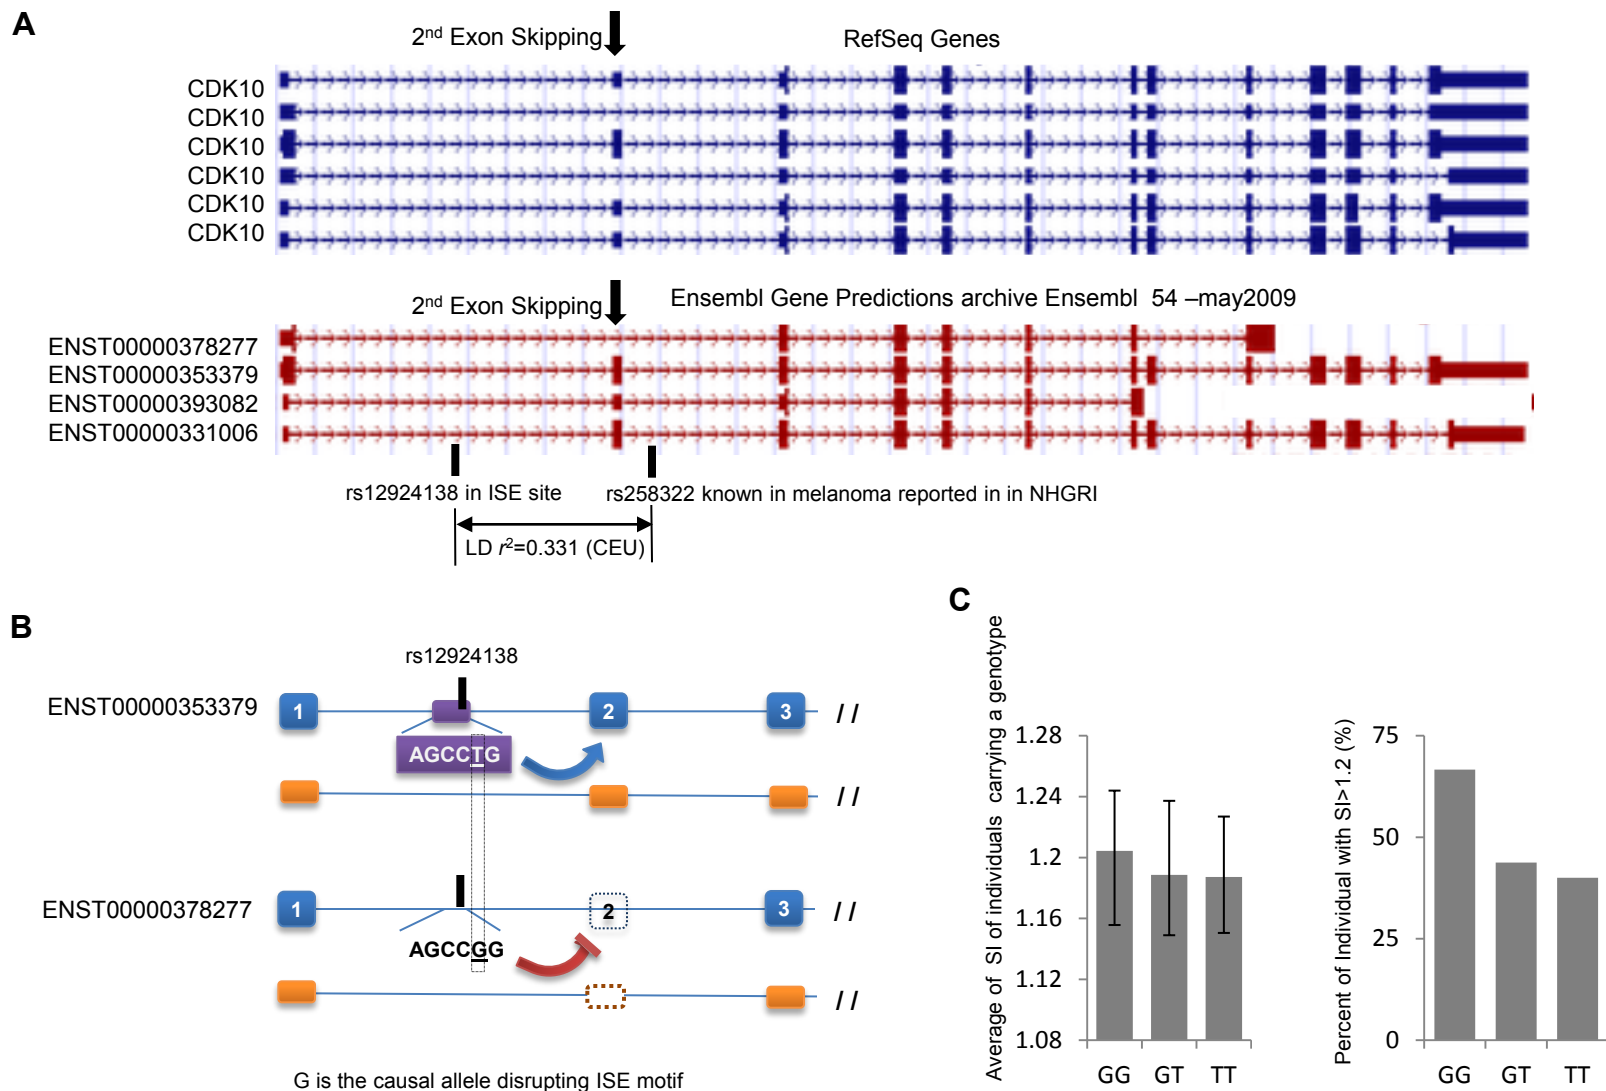 A
2nd Exon Skipping
RefSeq Genes
CDK10
CDK10
CDK10
CDK10
CDK10
CDK10
2nd Exon Skipping
Ensembl Gene Predictions archive Ensembl 54 –may2009
ENST00000378277
ENST00000353379
ENST00000393082
ENST00000331006
rs12924138 in ISE site
rs258322 known in melanoma reported in in NHGRI
LD r²=0.331 (CEU)
B
rs12924138
ENST00000353379
1
2
3
//
AGCCTG
//
ENST00000378277
1
2
3
//
AGCCGG
//
G is the causal allele disrupting ISE motif
C
Average of SI of individuals carrying a genotype
1.28
1.24
1.2
1.16
1.12
1.08
GG GT TT
Percent of Individual with SI>1.2 (%)
75
50
25
0
GG GT TT